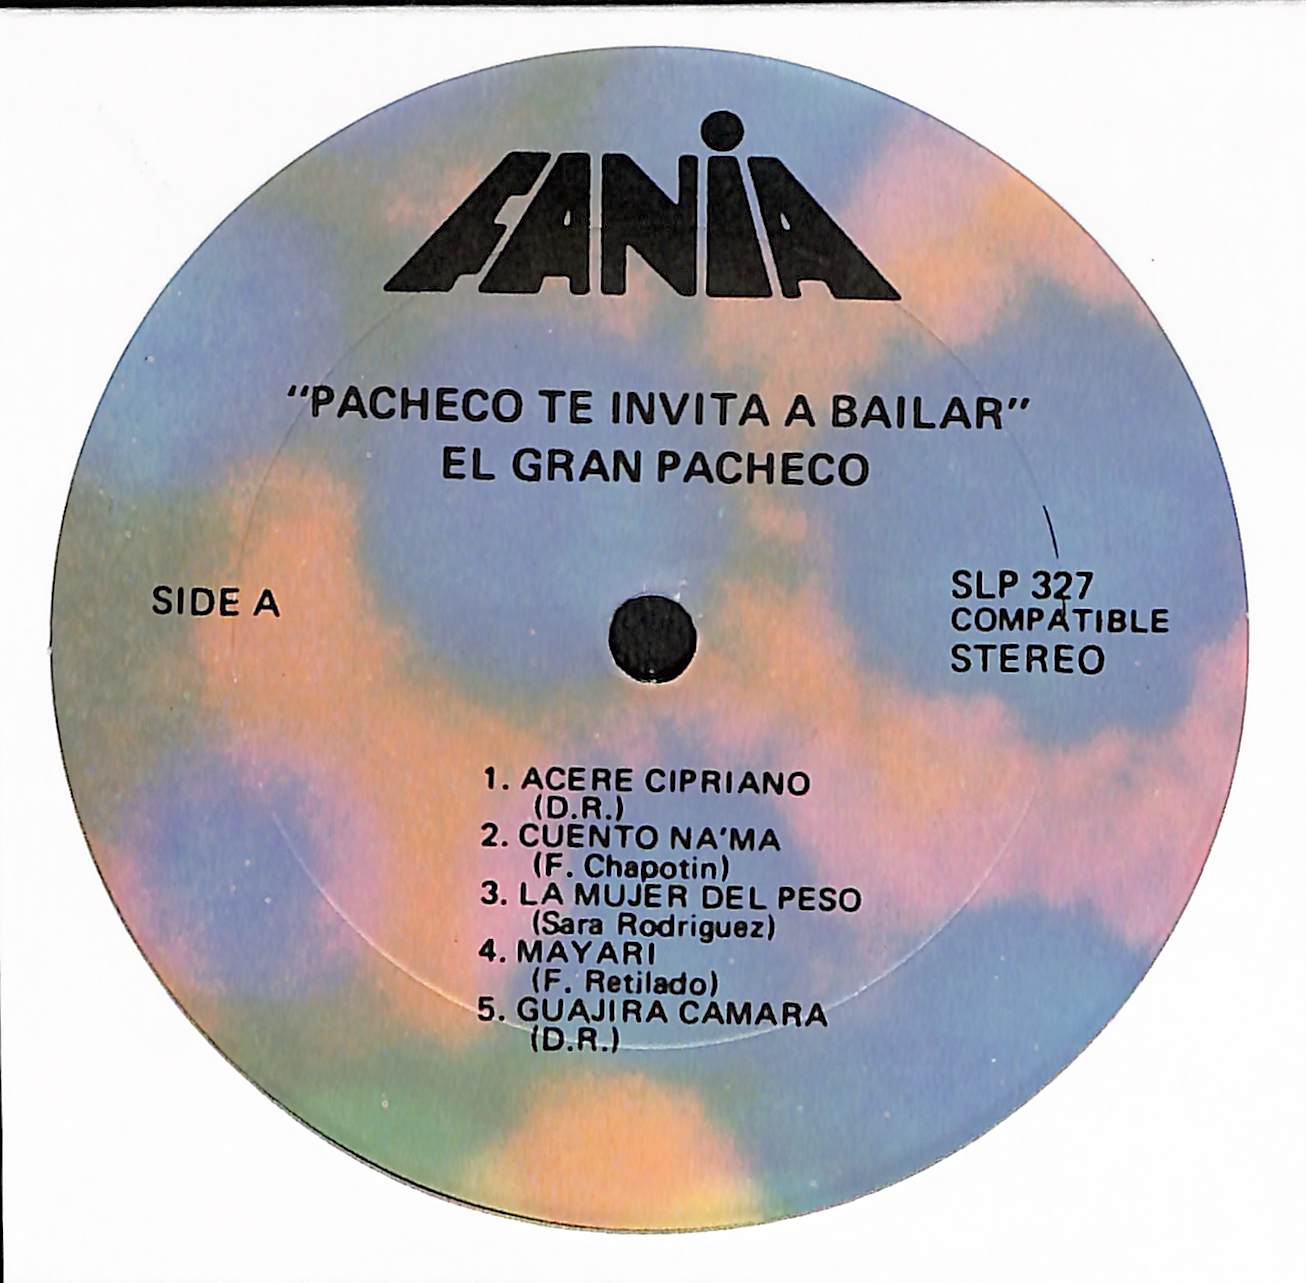 FANIA
"PACHECO TE INVITA A BAILAR"
EL GRAN PACHECO
SIDE A
SLP 327
COMPATIBLE
STEREO
1. ACERE CIPRIANO
(D.R.)
2. CUENTO NA'MA
(F. Chapotin)
3. LA MUJER DEL PESO
(Sara Rodriguez)
4. MAYARI
(F. Retilado)
5. GUAJIRA CAMARA
(D.R.)